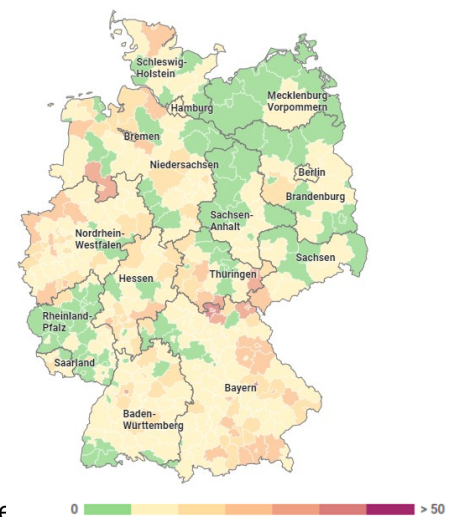 Schleswig-
Holstein
Mecklenburg-
Vorpommern
Hamburg
Bremen
Niedersachsen
Berlin
Brandenburg
Sachsen-
Anhalt
Nordrhein-
Westfalen
Sachsen
Thüringen
Hessen
Rheinland-
Pfalz
Saarland
Bayern
Baden-
Württemberg
0 > 50